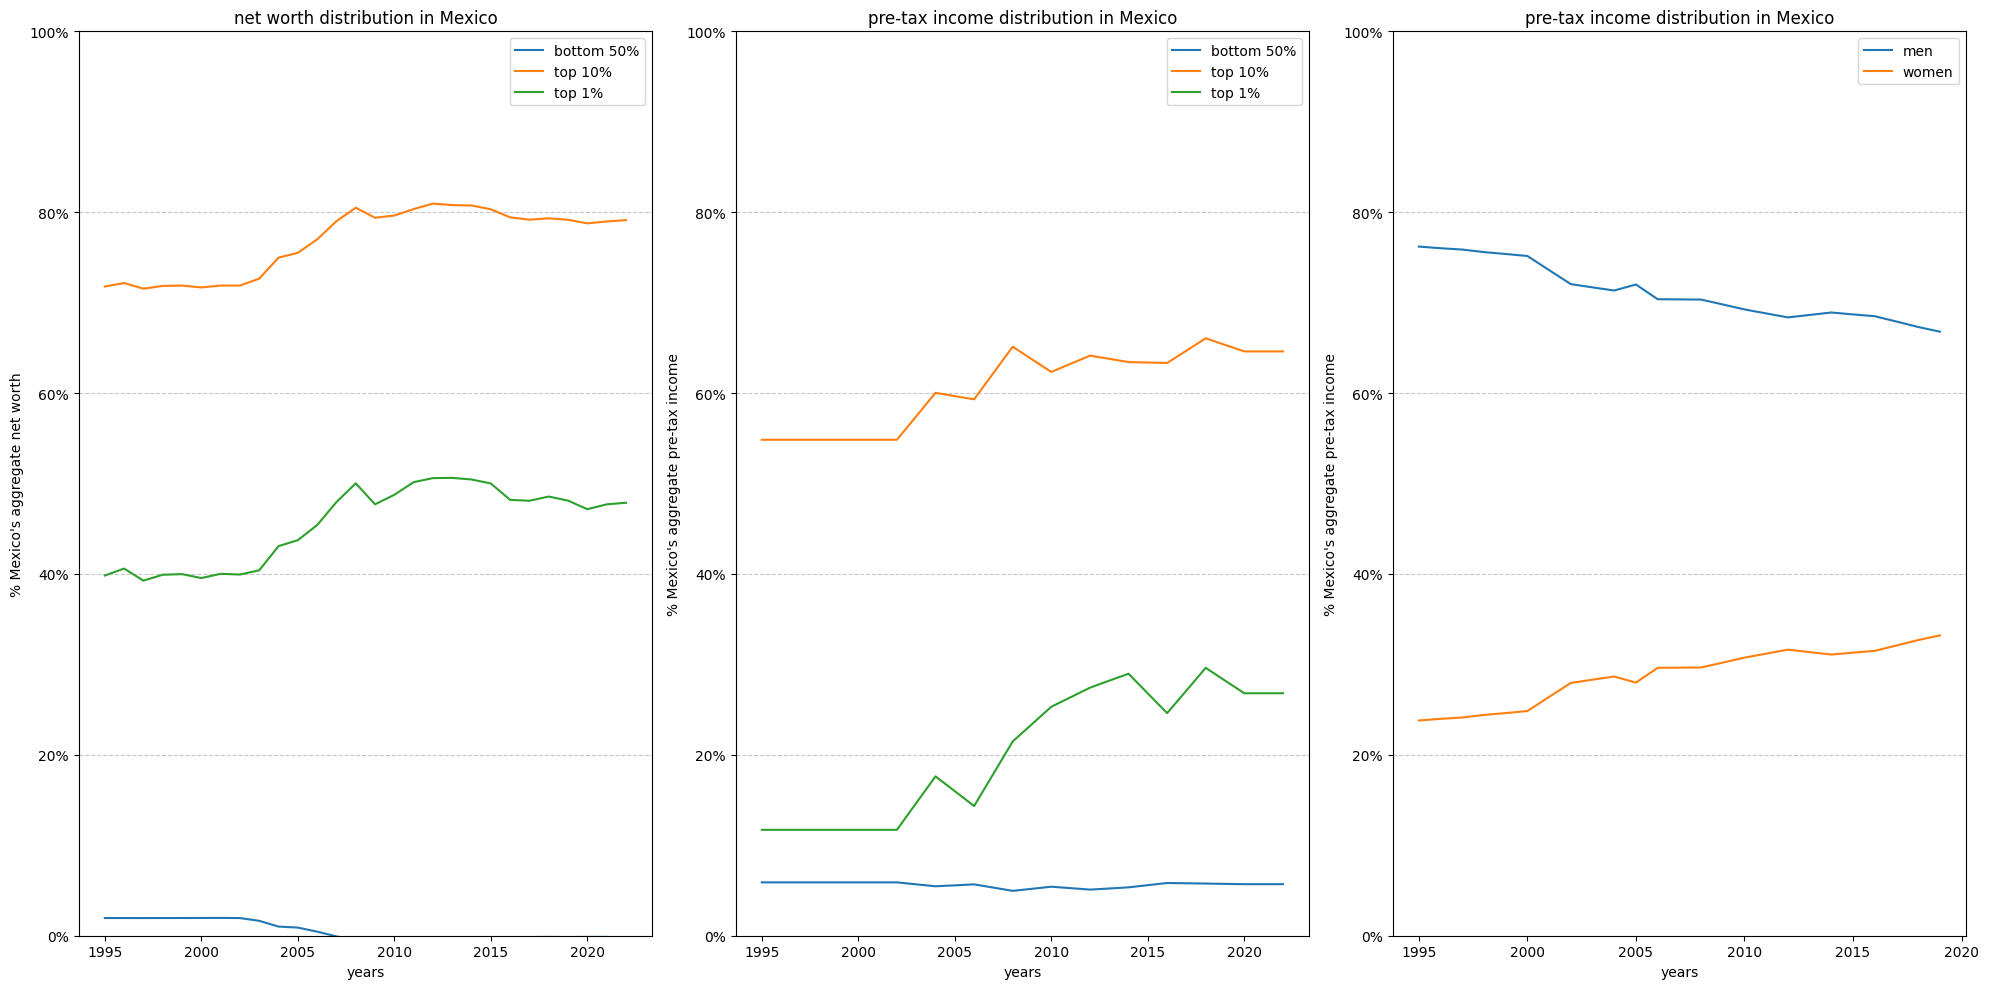 net worth distribution in Mexico
100%
80%
60%
40%
20%
0%
% Mexico's aggregate net worth
bottom 50%
top 10%
top 1%
1995 2000 2005 2010 2015 2020
years
pre-tax income distribution in Mexico
100%
80%
60%
40%
20%
0%
% Mexico's aggregate pre-tax income
bottom 50%
top 10%
top 1%
1995 2000 2005 2010 2015 2020
years
pre-tax income distribution in Mexico
100%
80%
60%
40%
20%
0%
% Mexico's aggregate pre-tax income
men
women
1995 2000 2005 2010 2015 2020
years